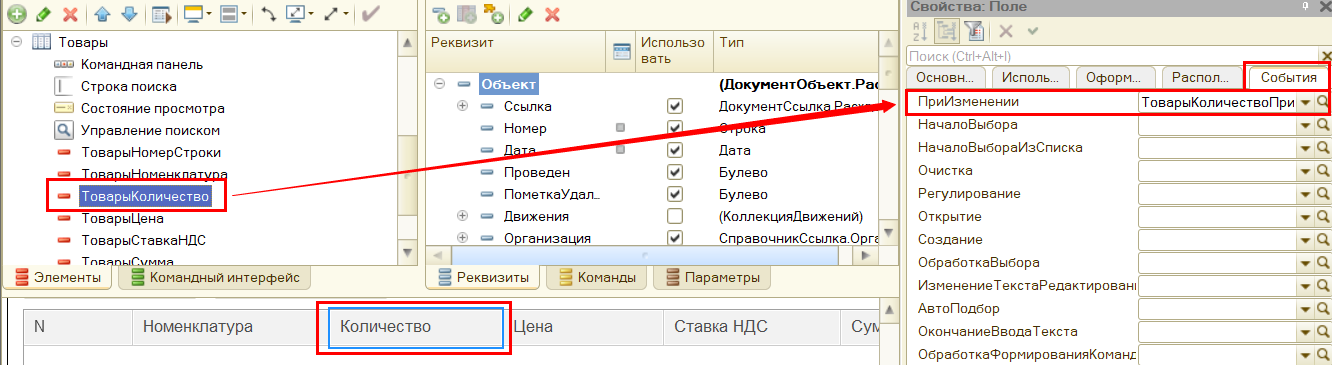 Товары
Командная панель
Строка поиска
Состояние просмотра
Управление поиском
ТоварыНомерСтроки
ТоварыНоменклатура
ТоварыКоличество
ТоварыЦена
ТоварыСтавкаНДС
ТоварыСумма
Элементы
Командный интерфейс
Реквизит
Использо
вать
Тип
Объект
(ДокументОбъект.Рас
Ссылка
ДокументСсылка.Расх
Номер
Строка
Дата
Дата
Проведен
Булево
ПометкаУдал...
Булево
Движения
(КоллекцияДвижений)
Организация
СправочникСсылка.Орга
Реквизиты
Команды
Параметры
N
Номенклатура
Количество
Цена
Ставка НДС
Сум
Свойства: Поле
Поиск (Ctrl+Alt+I)
Основн...
Исполь...
Оформ...
Распол...
События
ПриИзменении
ТоварыКоличествоПри
НачалоВыбора
НачалоВыбораИзСписка
Очистка
Регулирование
Открытие
Создание
ОбработкаВыбора
ИзменениеТекстаРедактирован
АвтоПодбор
ОкончаниеВводаТекста
ОбработкаФормированияКоманд